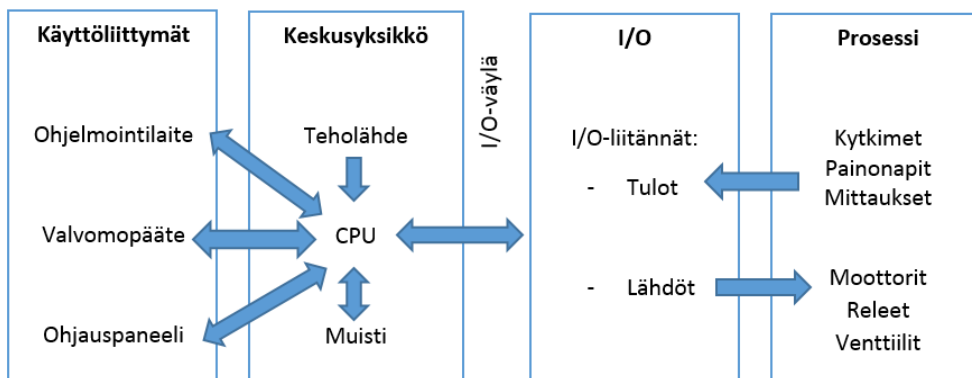 Käyttöliittymät
Ohjelmointilaite
Valvomopääte
Ohjauspaneeli
Keskusyksikkö
Teholähde
CPU
Muisti
I/O-väylä
I/O
I/O-liitännät:
- Tulot
- Lähdöt
Prosessi
Kytkimet
Painonapit
Mittaukset
Moottorit
Releet
Venttiilit